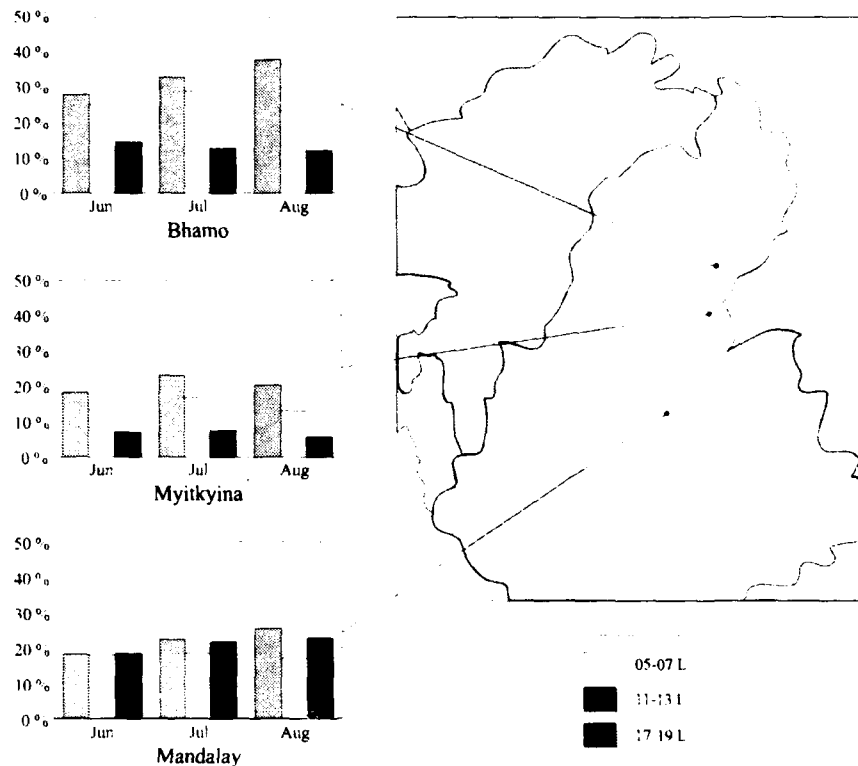 50 %
40 %
30 %
20 %
10 %
0 %
Jun Jul Aug
Bhamo
50 %
40 %
30 %
20 %
10 %
0 %
Jun Jul Aug
Myitkyina
50 %
40 %
30 %
20 %
10 %
0 %
Jun Jul Aug
Mandalay
05-07 L
11-13 L
17-19 L